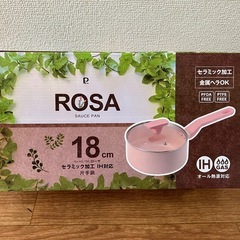 ROSA
SAUCE PAN
18cm
セラミック加工 IH対応
片手鍋
セラミック加工
金属ヘラOK
PFOA FREE
PTFE FREE
IH
GAS
オール熱源対応